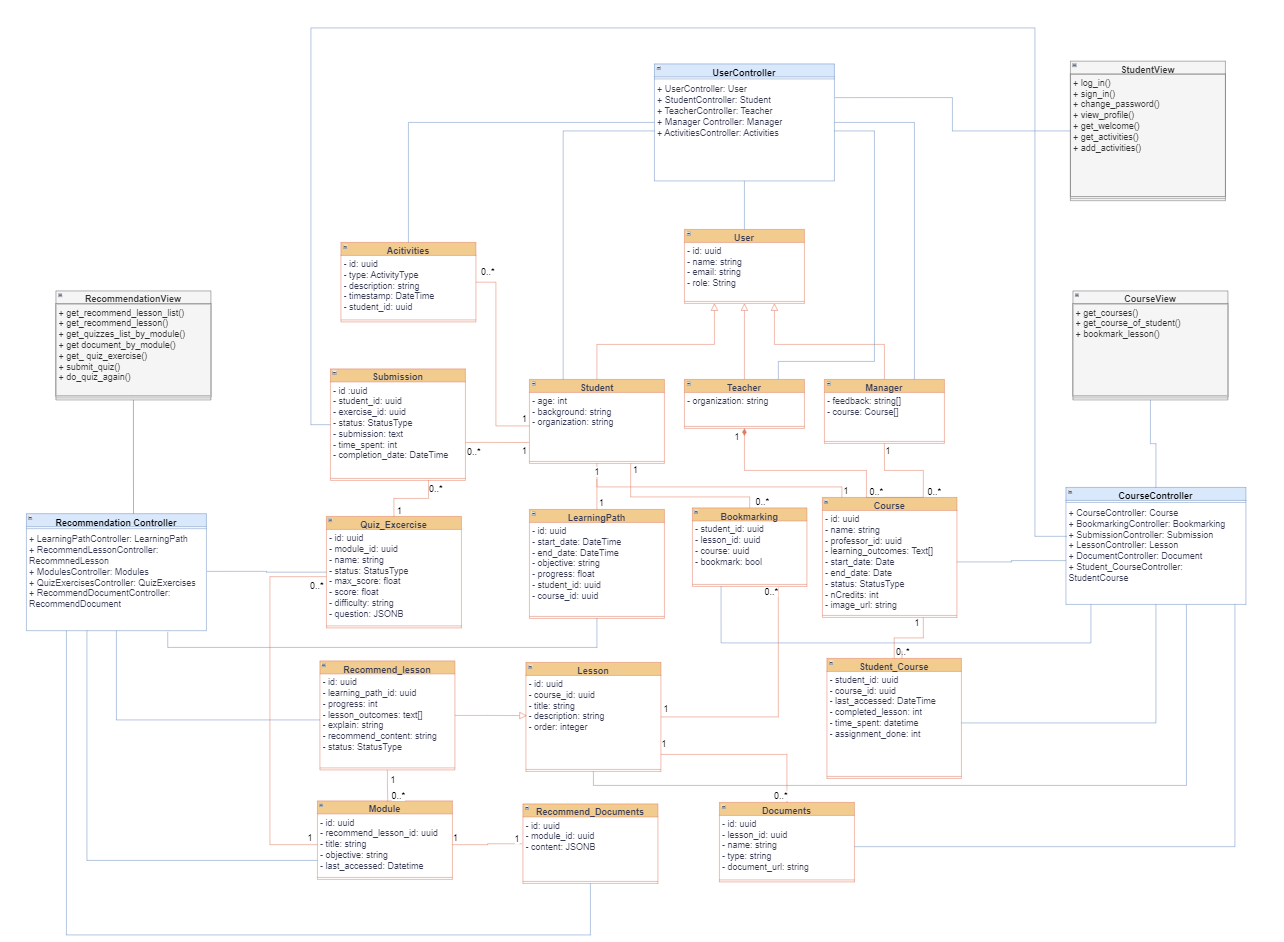 UserController
+ UserController: User
+ StudentController: Student
+ TeacherController: Teacher
+ Manager Controller: Manager
+ ActivitiesController: Activities
StudentView
+ log_in()
+ sign_in()
+ change_password()
+ view_profile()
+ get_welcome()
+ get_activities()
+ add_activities()
Acitivities
- id: uuid
- type: ActivityType
- description: string
- timestamp: DateTime
- student_id: uuid
0..*
User
- id: uuid
- name: string
- email: string
- role: String
RecommendationView
+ get_recommend_lesson_list()
+ get_recommend_lesson()
+ get_quizzes_list_by_module()
+ get document_by_module()
+ get_ quiz_exercise()
+ submit_quiz()
+ do_quiz_again()
CourseView
+ get_courses()
+ get_course_of_student()
+ bookmark_lesson()
Submission
- id :uuid
- student_id: uuid
- exercise_id: uuid
- status: StatusType
- submission: text
- time_spent: int
- completion_date: DateTime
0..*
0..*
Student
- age: int
- background: string
- organization: string
1
1
1
1
Teacher
- organization: string
1
Manager
- feedback: string[]
- course: Course[]
1
1
0..*
0..*
Recommendation Controller
+ LearningPathController: LearningPath
+ RecommendLessonController:
RecommnedLesson
+ ModulesController: Modules
+ QuizExercisesController: QuizExercises
+ RecommendDocumentController:
RecommendDocument
1
Quiz_Excercise
- id: uuid
- module_id: uuid
- name: string
- status: StatusType
- max_score: float
- score: float
- difficulty: string
- question: JSONB
0..*
1
LearningPath
- id: uuid
- start_date: DateTime
- end_date: DateTime
- objective: string
- progress: float
- student_id: uuid
- course_id: uuid
0..*
Bookmarking
- student_id: uuid
- lesson_id: uuid
- course: uuid
- bookmark: bool
0..*
Course
- id: uuid
- name: string
- professor_id: uuid
- learning_outcomes: Text[]
- start_date: Date
- end_date: Date
- status: StatusType
- nCredits: int
- image_url: string
1
CourseController
+ CourseController: Course
+ BookmarkingController: Bookmarking
+ SubmissionController: Submission
+ LessonController: Lesson
+ DocumentController: Document
+ Student_CourseController:
StudentCourse
0,.*
Student_Course
- student_id: uuid
- course_id: uuid
- last_accessed: DateTime
- completed_lesson: int
- time_spent: datetime
- assignment_done: int
Recommend_lesson
- id: uuid
- learning_path_id: uuid
- progress: int
- lesson_outcomes: text[]
- explain: string
- recommend_content: string
- status: StatusType
1
Lesson
- id: uuid
- course_id: uuid
- title: string
- description: string
- order: integer
1
1
0..*
Module
- id: uuid
- recommend_lesson_id: uuid
- title: string
- objective: string
- last_accessed: Datetime
1
1
1
Recommend_Documents
- id: uuid
- module_id: uuid
- content: JSONB
0..*
Documents
- id: uuid
- lesson_id: uuid
- name: string
- type: string
- document_url: string